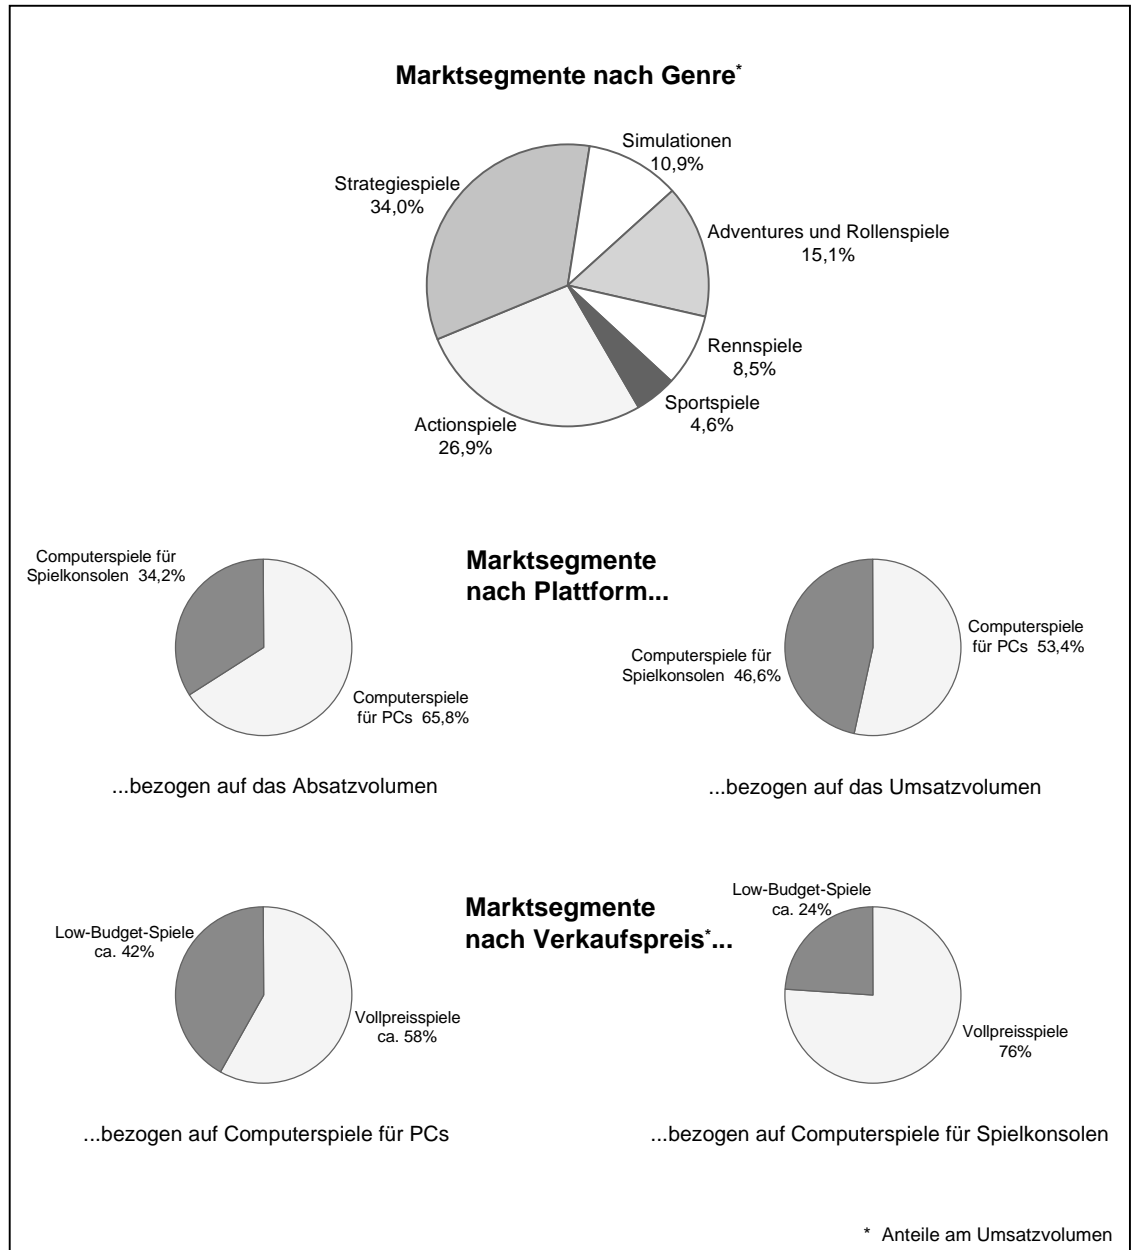 Marktsegmente nach Genre*
Simulationen
10,9%
Strategiespiele
34,0%
Adventures und Rollenspiele
15,1%
Rennspiele
8,5%
Sportspiele
4,6%
Actionspiele
26,9%
Marktsegmente
nach Plattform...
Computerspiele für
Spielkonsolen 34,2%
Computerspiele
für PCs 65,8%
...bezogen auf das Absatzvolumen
Computerspiele
für PCs 53,4%
Computerspiele für
Spielkonsolen 46,6%
...bezogen auf das Umsatzvolumen
Marktsegmente
nach Verkaufspreis*...
Low-Budget-Spiele
ca. 42%
Vollpreisspiele
ca. 58%
...bezogen auf Computerspiele für PCs
Low-Budget-Spiele
ca. 24%
Vollpreisspiele
76%
...bezogen auf Computerspiele für Spielkonsolen
* Anteile am Umsatzvolumen